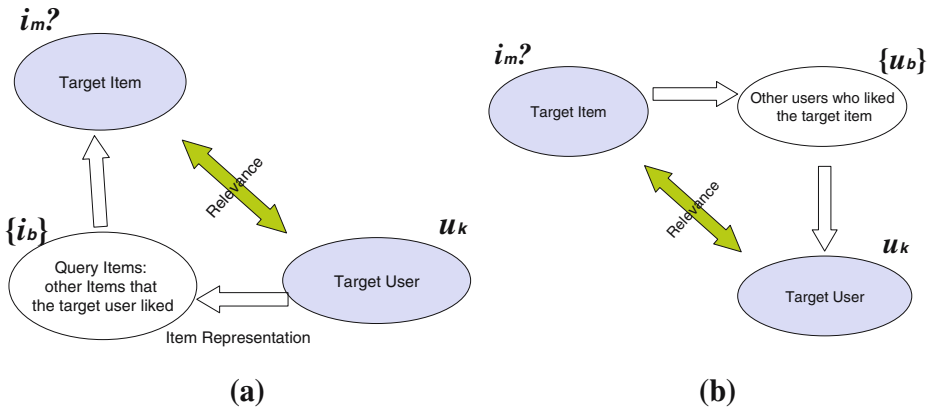 im?
Target Item
Relevance
{ib}
uk
Query Items:
other Items that
the target user liked
Target User
Item Representation
(a)
im?
{ub}
Target Item
Other users who liked
the target item
Relevance
uk
Target User
(b)